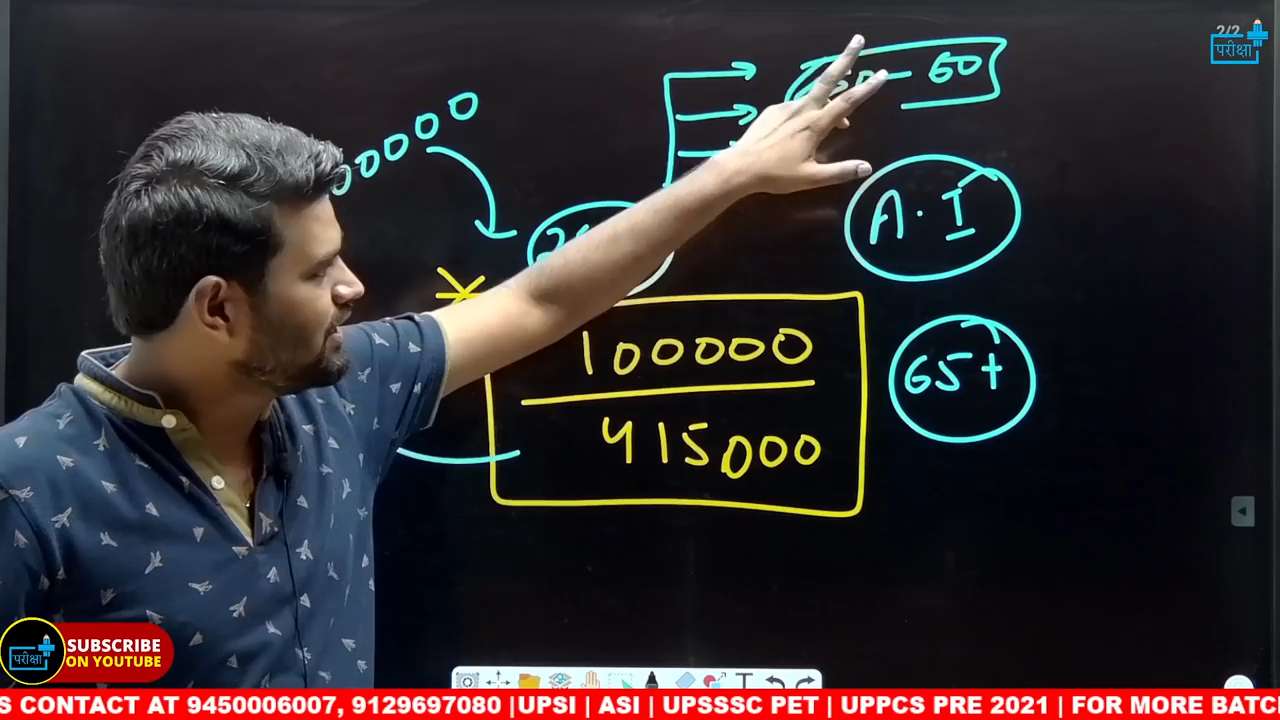 2/2
परीक्षा
60
A.I
65+
100000
415000
परीक्षा
SUBSCRIBE
ON YOUTUBE
S CONTACT AT 9450006007, 9129697080 |UPSI | ASI | UPSSSC PET | UPPCS PRE 2021 | FOR MORE BATC